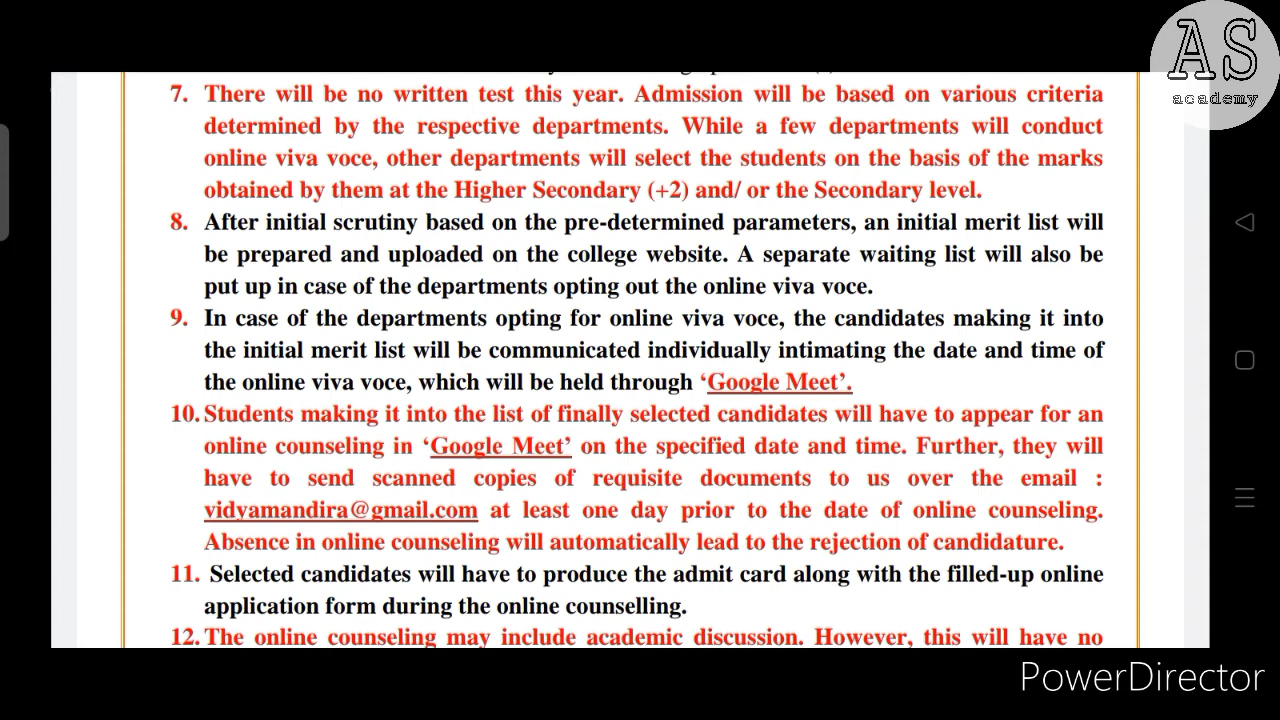 AS
academy
7. There will be no written test this year. Admission will be based on various criteria
determined by the respective departments. While a few departments will conduct
online viva voce, other departments will select the students on the basis of the marks
obtained by them at the Higher Secondary (+2) and/ or the Secondary level.
8. After initial scrutiny based on the pre-determined parameters, an initial merit list will
be prepared and uploaded on the college website. A separate waiting list will also be
put up in case of the departments opting out the online viva voce.
9. In case of the departments opting for online viva voce, the candidates making it into
the initial merit list will be communicated individually intimating the date and time of
the online viva voce, which will be held through ‘Google Meet’.
10. Students making it into the list of finally selected candidates will have to appear for an
online counseling in ‘Google Meet’ on the specified date and time. Further, they will
have to send scanned copies of requisite documents to us over the email :
vidyamandira@gmail.com at least one day prior to the date of online counseling.
Absence in online counseling will automatically lead to the rejection of candidature.
11. Selected candidates will have to produce the admit card along with the filled-up online
application form during the online counselling.
12. The online counseling may include academic discussion. However, this will have no
PowerDirector